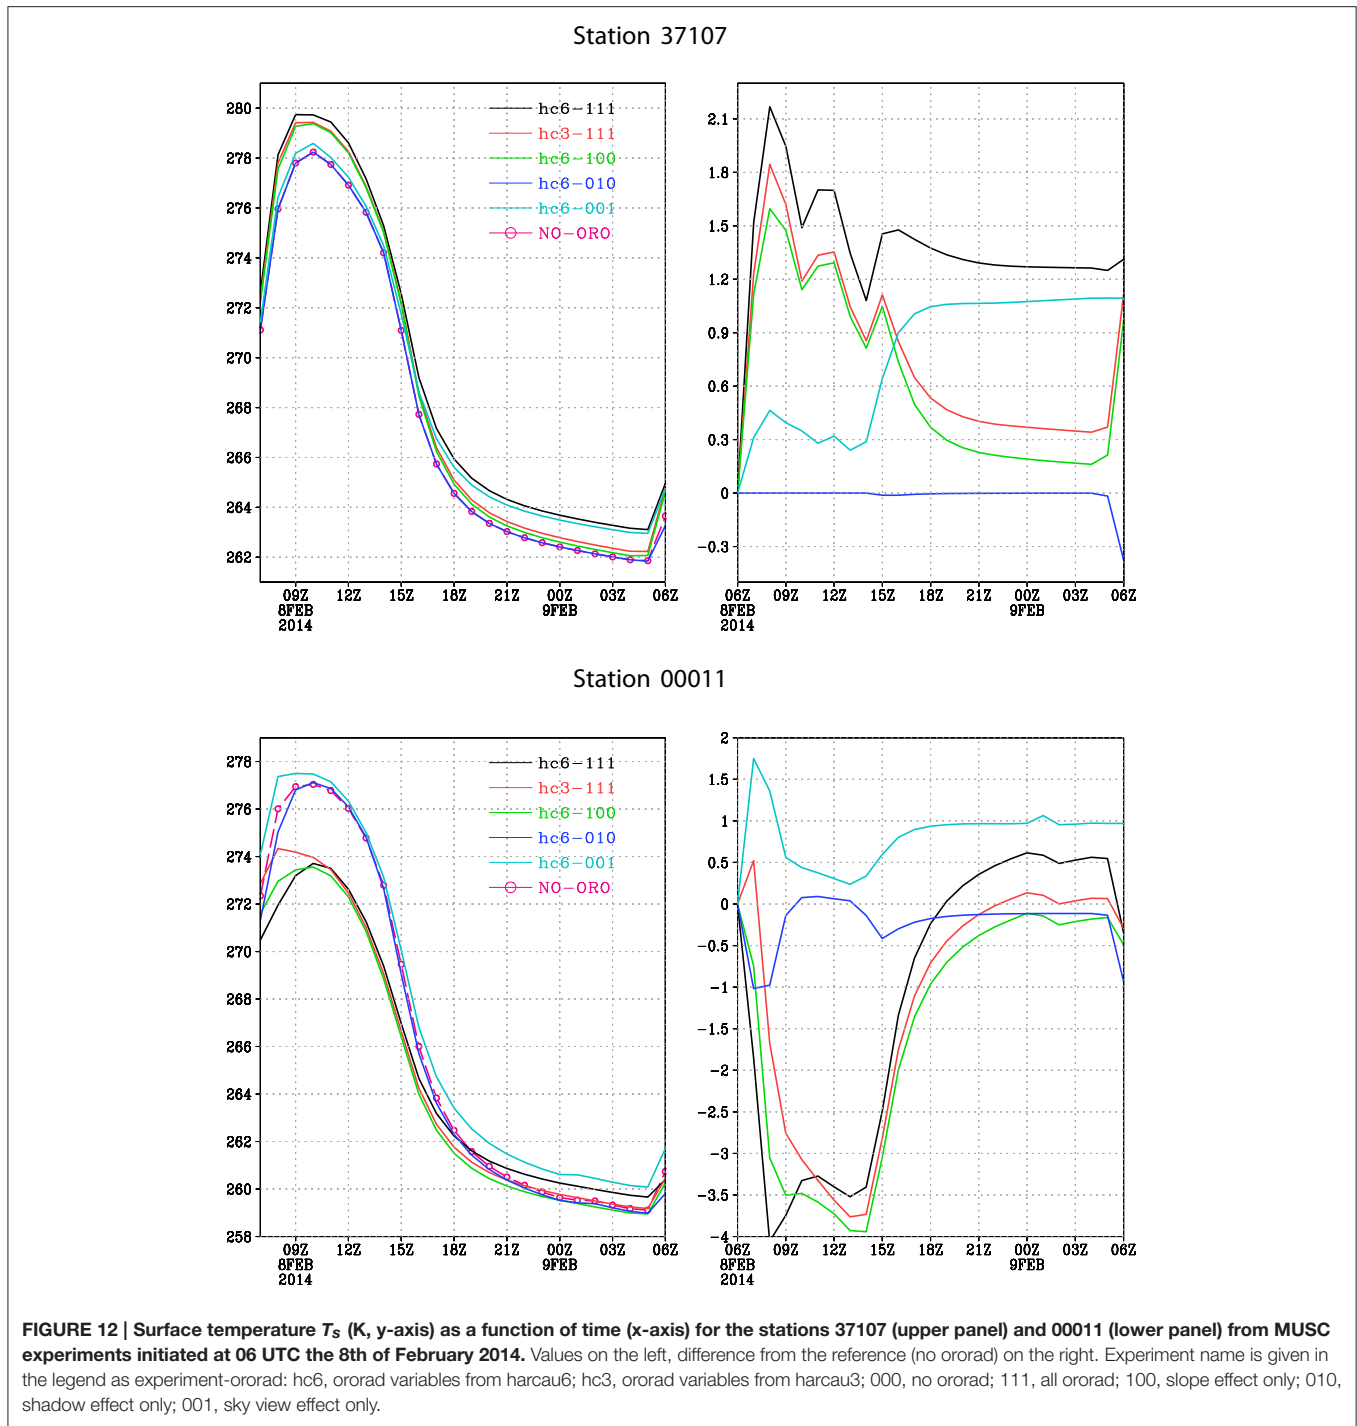 Station 37107
280
278
276
274
272
270
268
266
264
262
hc6-111
hc3-111
hc6-100
hc6-010
hc6-001
NO-ORO
09Z 12Z 15Z 18Z 21Z 00Z 03Z 06Z
8FEB 9FEB
2014
2.1
1.8
1.5
1.2
0.9
0.6
0.3
0
-0.3
06Z 09Z 12Z 15Z 18Z 21Z 00Z 03Z 06Z
8FEB 9FEB
2014
Station 00011
278
276
274
272
270
268
266
264
262
260
258
hc6-111
hc3-111
hc6-100
hc6-010
hc6-001
NO-ORO
09Z 12Z 15Z 18Z 21Z 00Z 03Z 06Z
8FEB 9FEB
2014
2
1.5
1
0.5
0
-0.5
-1
-1.5
-2
-2.5
-3
-3.5
-4
06Z 09Z 12Z 15Z 18Z 21Z 00Z 03Z 06Z
8FEB 9FEB
2014
FIGURE 12 | Surface temperature Ts (K, y-axis) as a function of time (x-axis) for the stations 37107 (upper panel) and 00011 (lower panel) from MUSC
experiments initiated at 06 UTC the 8th of February 2014. Values on the left, difference from the reference (no ororad) on the right. Experiment name is given in
the legend as experiment-ororad: hc6, ororad variables from harcau6; hc3, ororad variables from harcau3; 000, no ororad; 111, all ororad; 100, slope effect only; 010,
shadow effect only; 001, sky view effect only.